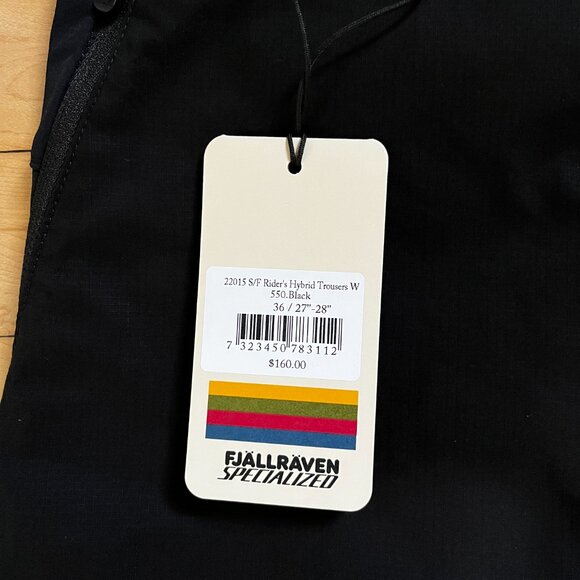 22015 S/F Rider's Hybrid Trousers W
550.Black
36 / 27"-28"
7 323450 783112
$160.00
FJÄLLRÄVEN
SPECIALIZED